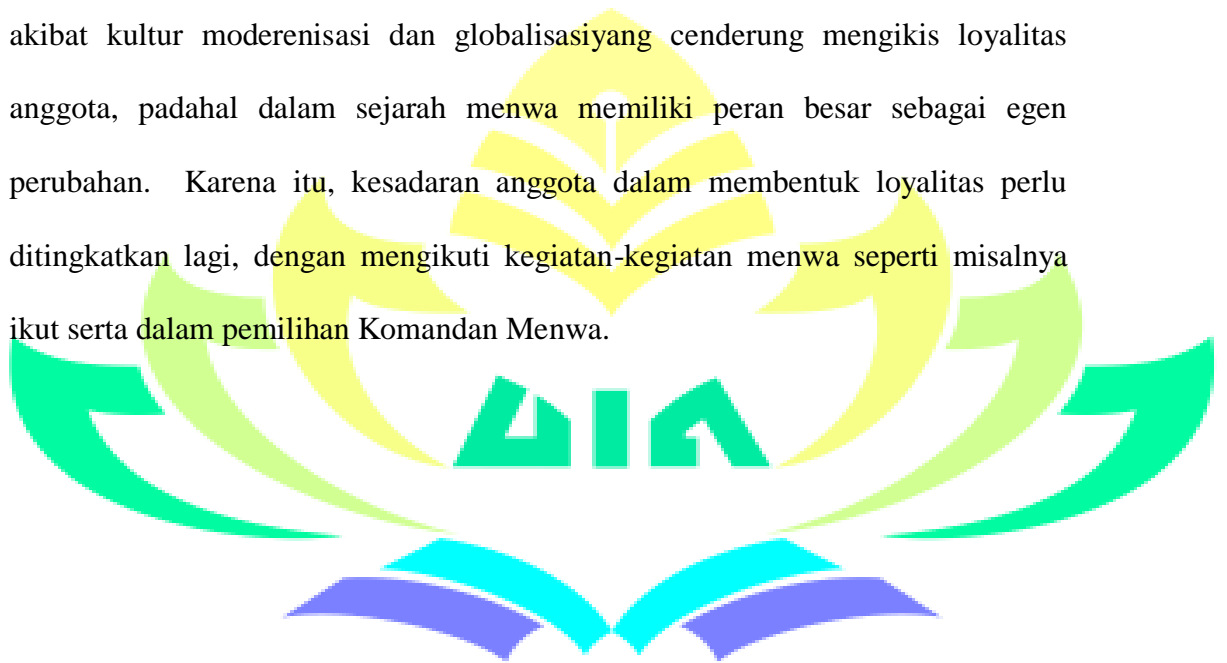 akibat kultur moderenisasi dan globalisasiyang cenderung mengikis loyalitas
anggota, padahal dalam sejarah menwa memiliki peran besar sebagai egen
perubahan. Karena itu, kesadaran anggota dalam membentuk loyalitas perlu
ditingkatkan lagi, dengan mengikuti kegiatan-kegiatan menwa seperti misalnya
ikut serta dalam pemilihan Komandan Menwa.